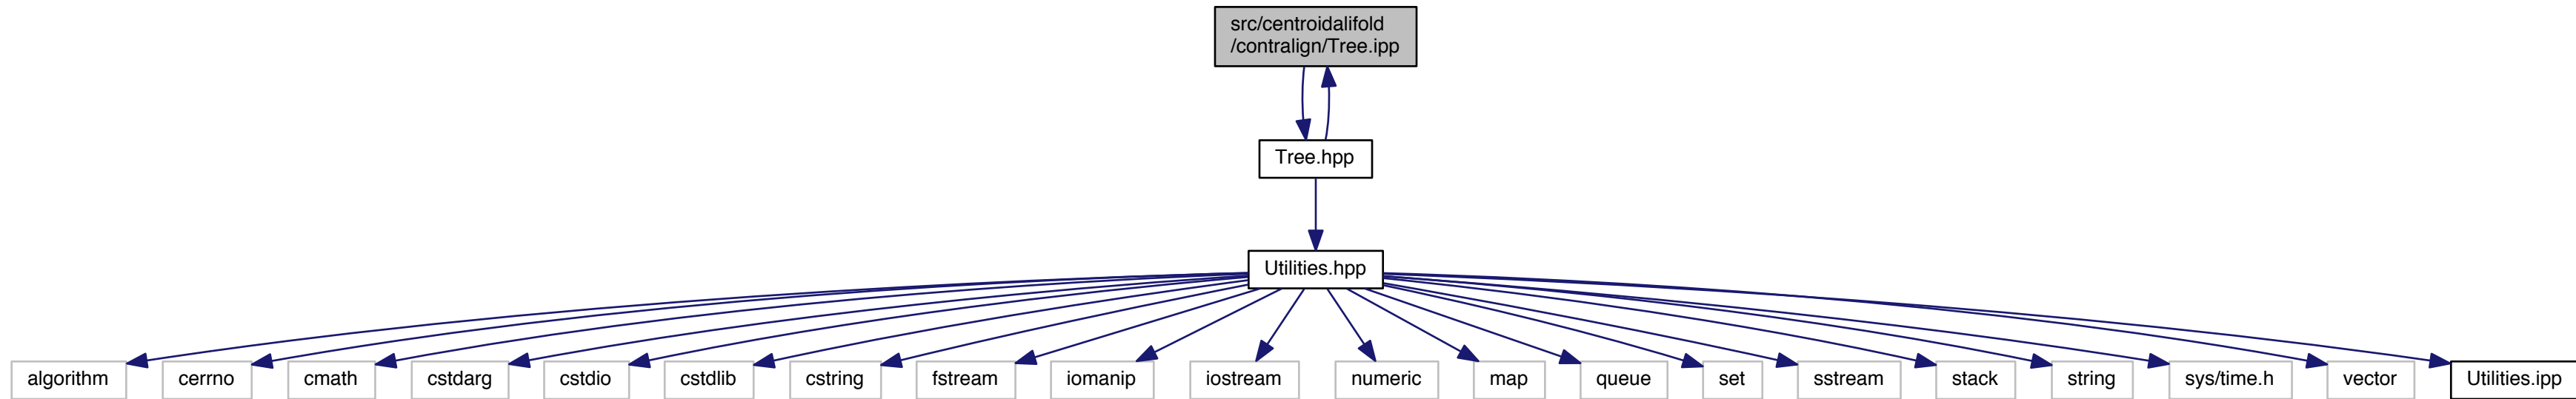 src/centroidalifold
/contralign/Tree.ipp
Tree.hpp
Utilities.hpp
algorithm
cerrno
cmath
cstdarg
cstdio
cstdlib
cstring
fstream
iomanip
iostream
numeric
map
queue
set
sstream
stack
string
sys/time.h
vector
Utilities.ipp